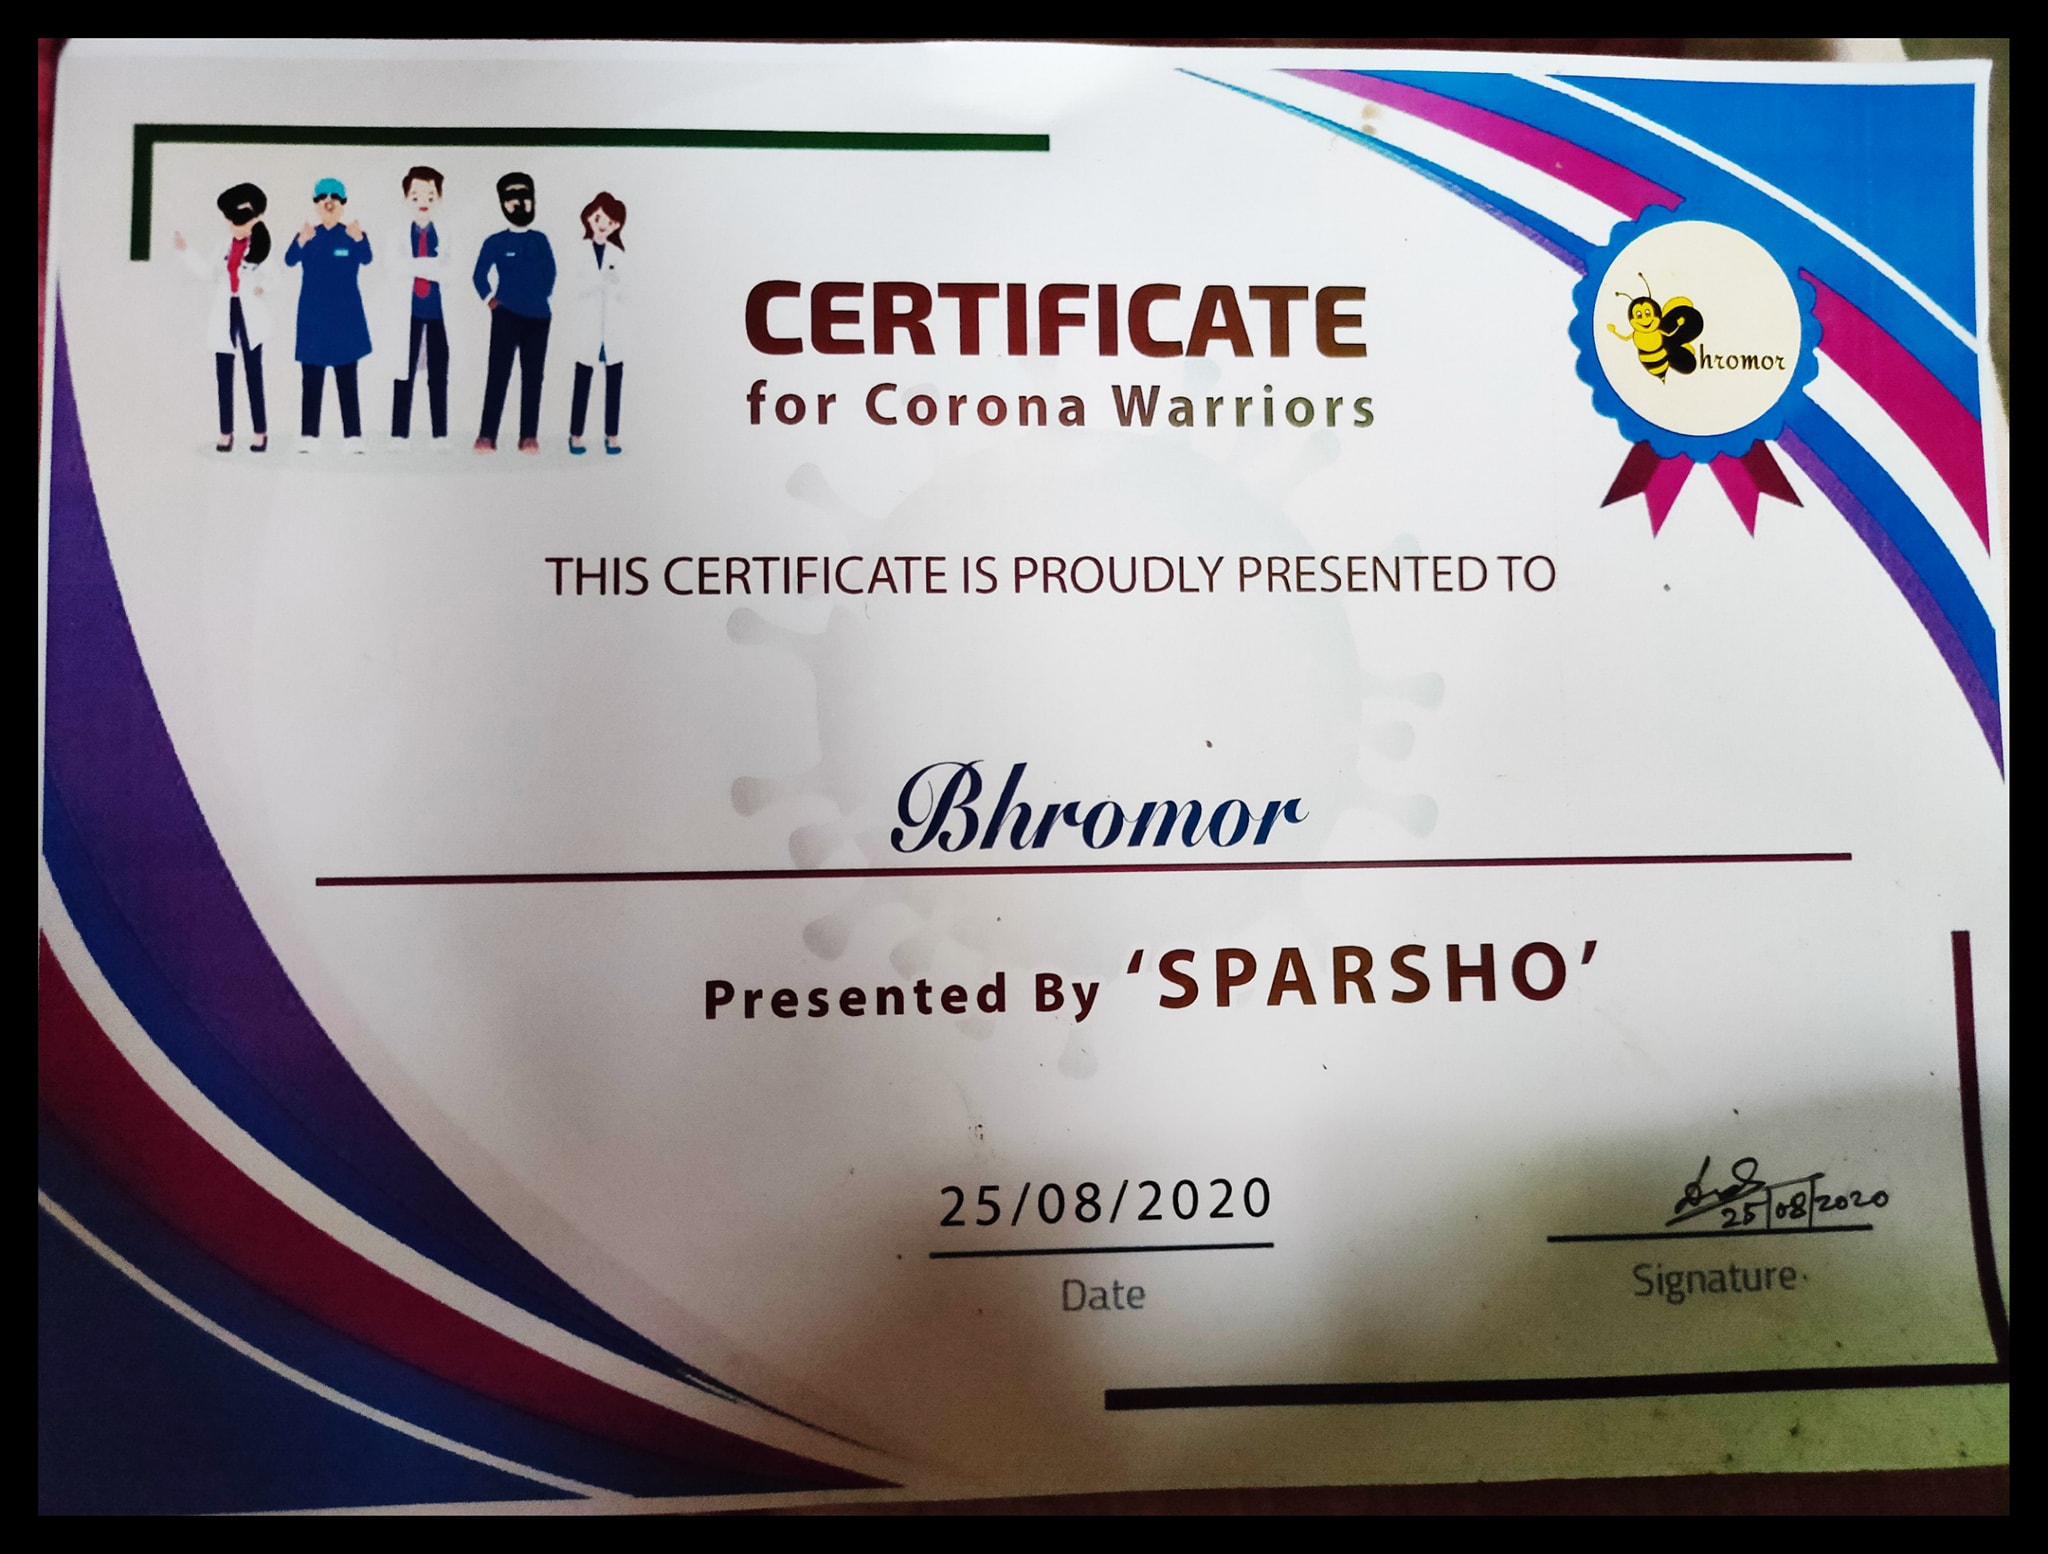 CERTIFICATE
for Corona Warriors
Bhromor
THIS CERTIFICATE IS PROUDLY PRESENTED TO
Bhromor
Presented By ‘SPARSHO’
25/08/2020
25/08/2020
Date
Signature